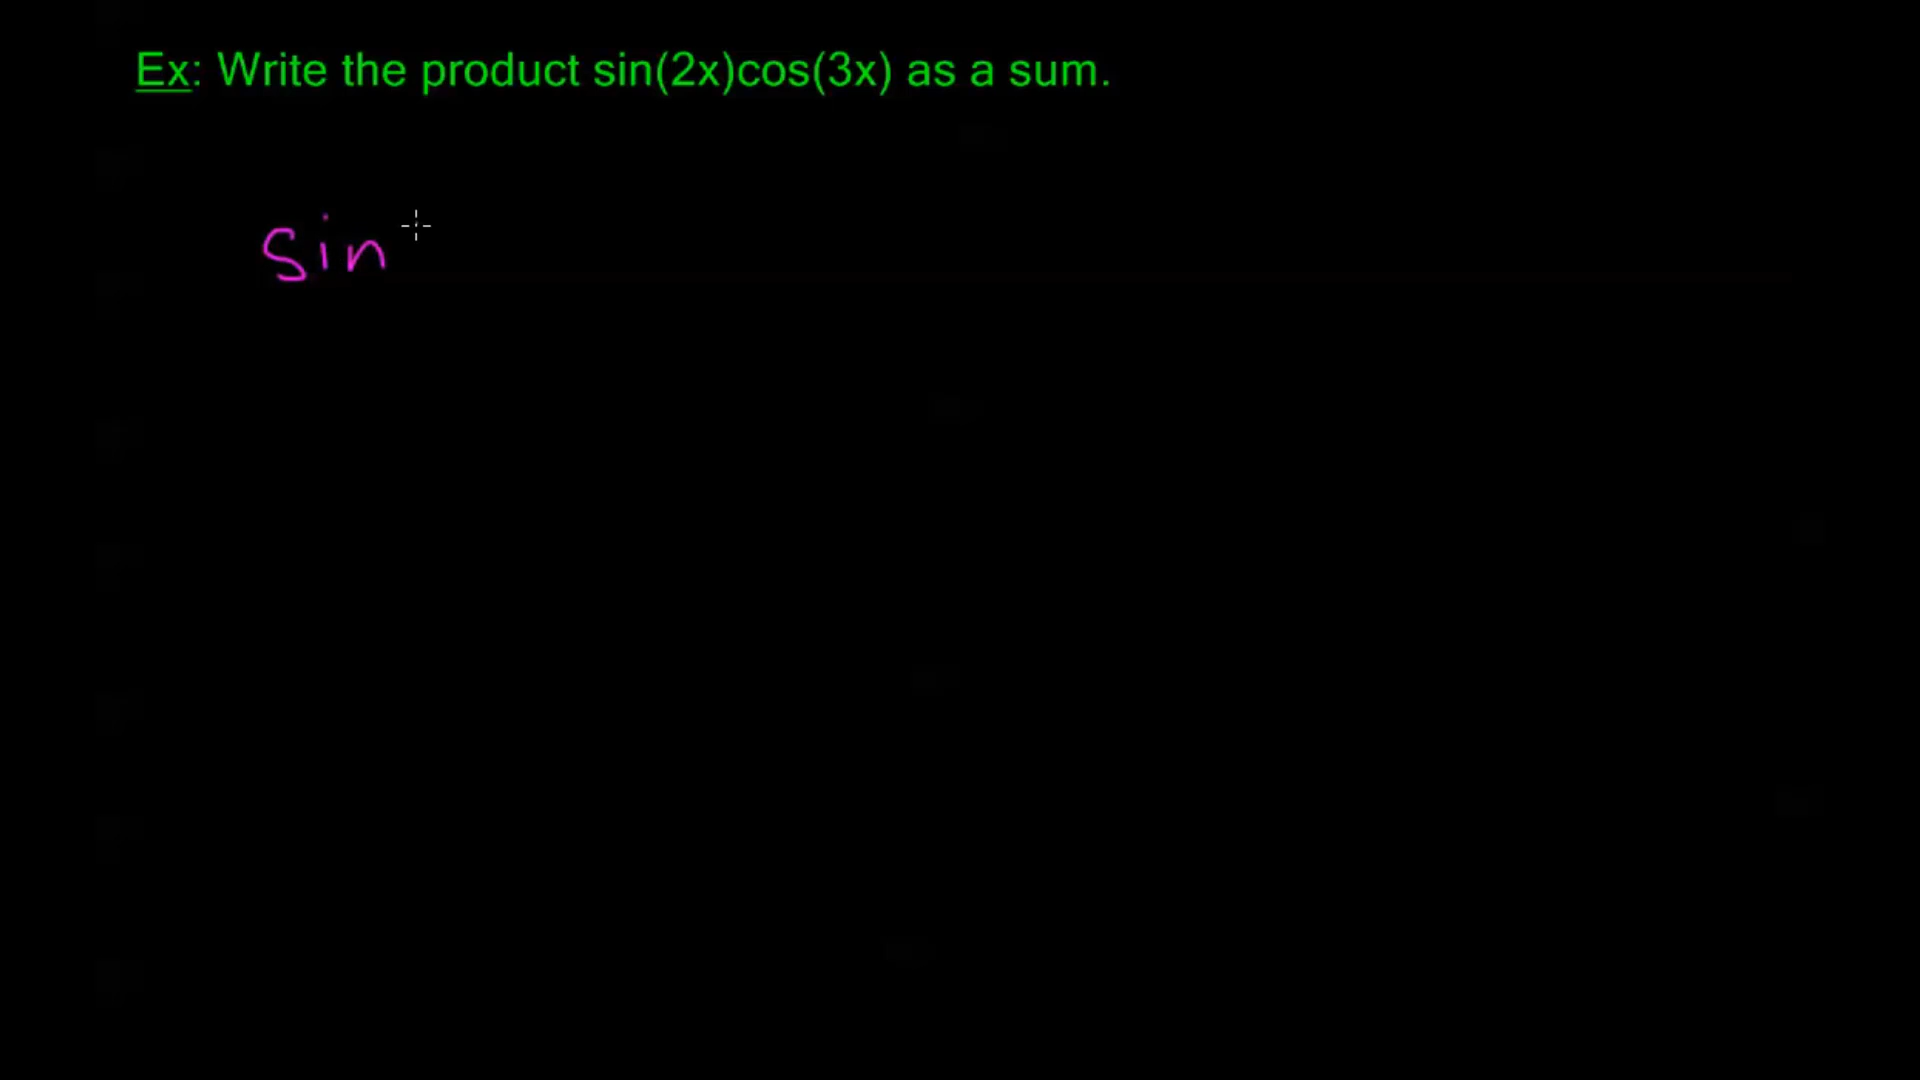 Ex: Write the product sin(2x)cos(3x) as a sum.
Sin